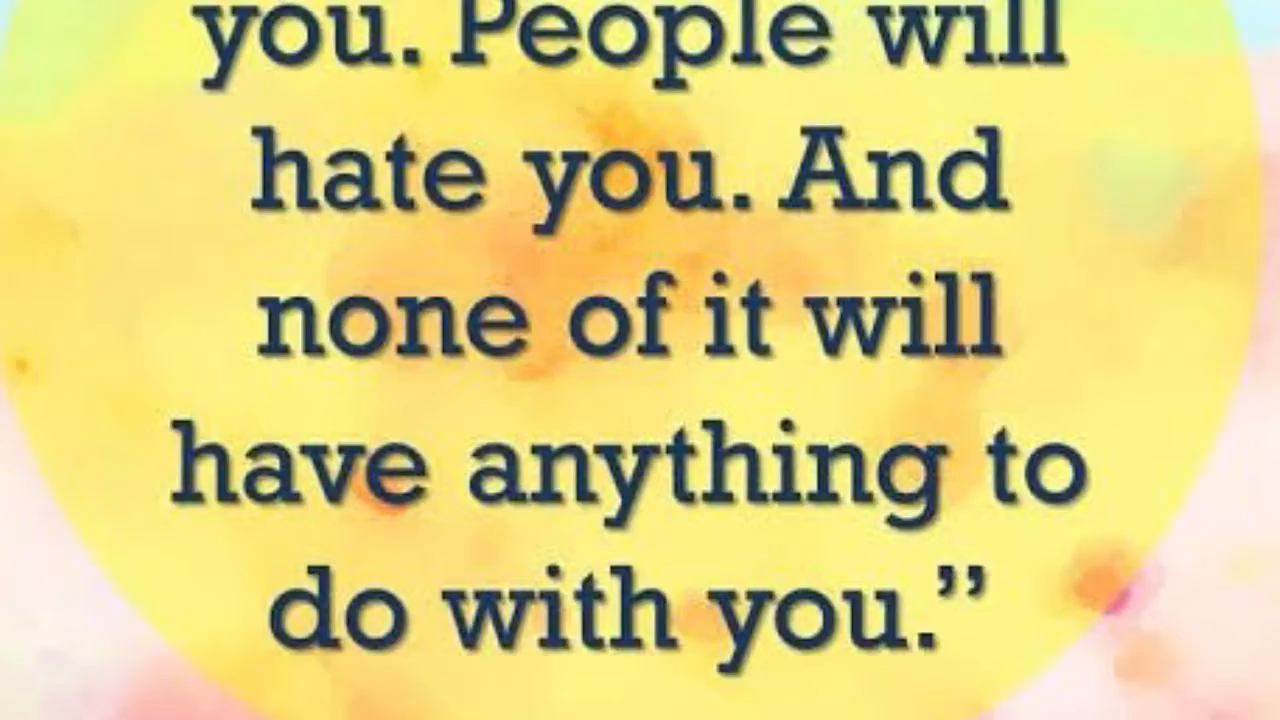 you. People will
hate you. And
none of it will
have anything to
do with you.”